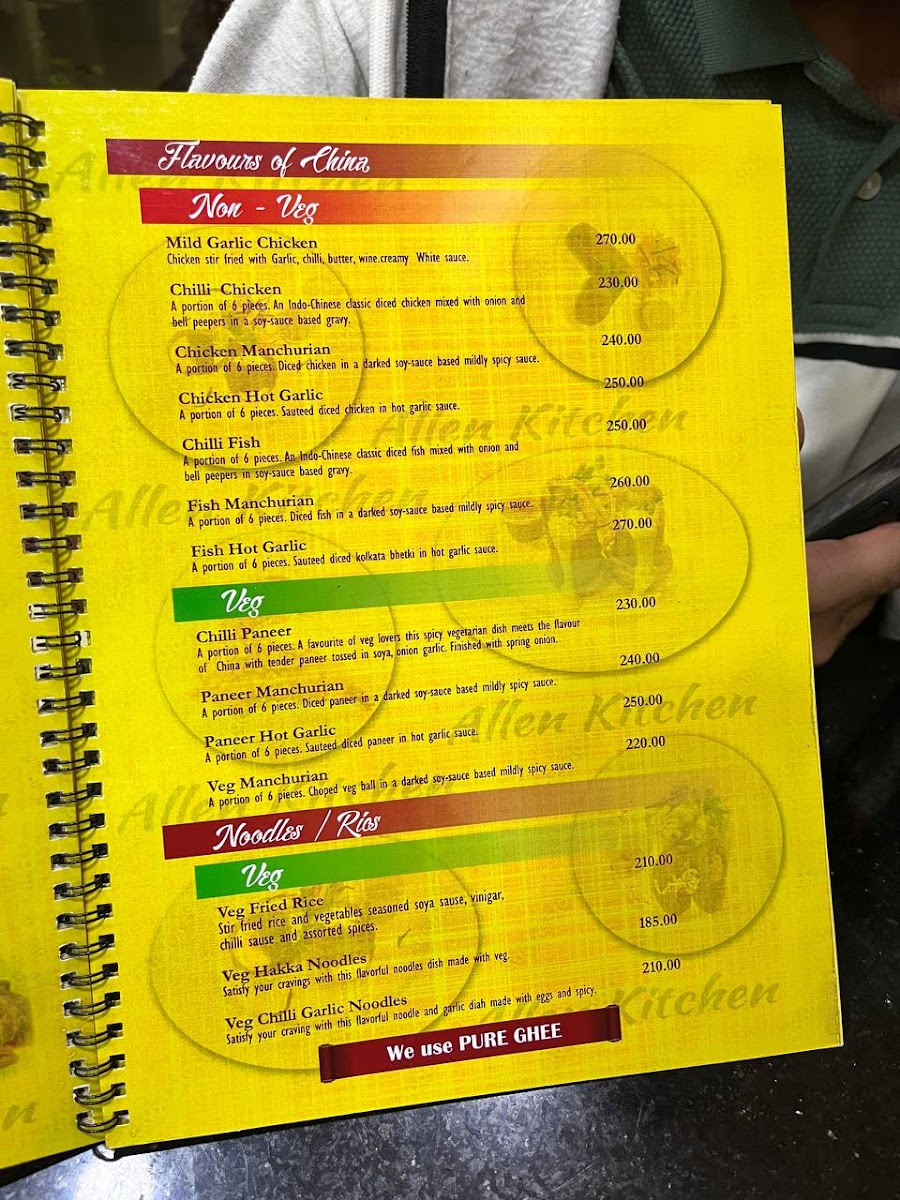 Flavours of China
Non - Veg
Mild Garlic Chicken 270.00
Chicken stir fried with Garlic, chilli, butter, wine.creamy White sauce.
Chilli Chicken 230.00
A portion of 6 pieces. An Indo-Chinese classic diced chicken mixed with onion and
bell peepers in a soy-sauce based gravy.
Chicken Manchurian 240.00
A portion of 6 pieces. Diced chicken in a darked soy-sauce based mildly spicy sauce.
Chicken Hot Garlic 250.00
A portion of 6 pieces. Sauteed diced chicken in hot garlic sauce.
Chilli Fish 250.00
A portion of 6 pieces. An Indo-Chinese classic diced fish mixed with onion and
bell peepers in soy-sauce based gravy.
Fish Manchurian 260.00
A portion of 6 pieces. Diced fish in a darked soy-sauce based mildly spicy sauce.
Fish Hot Garlic 270.00
A portion of 6 pieces. Sauteed diced kolkata bhetki in hot garlic sauce.
Veg
Chilli Paneer 230.00
A portion of 6 pieces. A favourite of veg lovers this spicy vegetarian dish meets the flavour
of China with tender paneer tossed in soya, onion garlic. Finished with spring onion.
Paneer Manchurian 240.00
A portion of 6 pieces. Diced paneer in a darked soy-sauce based mildly spicy sauce.
Paneer Hot Garlic 250.00
A portion of 6 pieces. Sauteed diced paneer in hot garlic sauce.
Veg Manchurian 220.00
A portion of 6 pieces. Choped veg ball in a darked soy-sauce based mildly spicy sauce.
Noodles / Rics
Veg
Veg Fried Rice 210.00
Stir fried rice and vegetables seasoned soya sause, vinigar,
chilli sause and assorted spices.
Veg Hakka Noodles 185.00
Satisfy your cravings with this flavorful noodles dish made with veg.
Veg Chilli Garlic Noodles 210.00
Satisfy your craving with this flavorful noodle and garlic diah made with eggs and spicy.
We use PURE GHEE
Allen Kitchen
Allen Kitchen
Allen Kitchen
Allen Kitchen
Allen Kitchen
Allen Kitchen